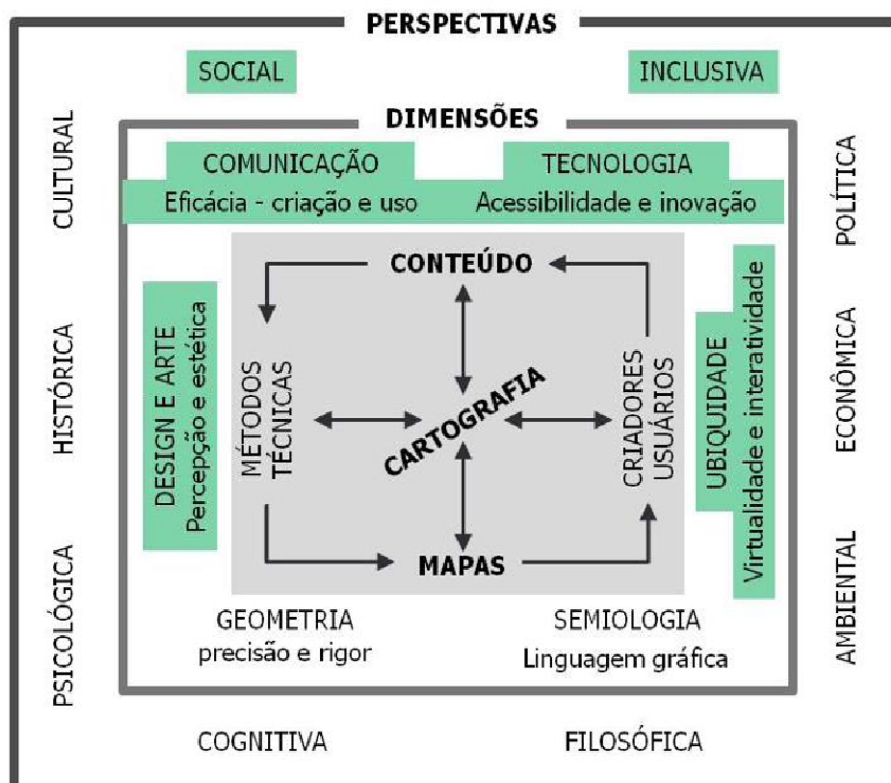 PERSPECTIVAS
SOCIAL
INCLUSIVA
CULTURAL
HISTÓRICA
PSICOLÓGICA
DIMENSÕES
COMUNICAÇÃO
Eficácia - criação e uso
TECNOLOGIA
Acessibilidade e inovação
DESIGN E ARTE
Percepção e estética
CONTEÚDO
MÉTODOS
TÉCNICAS
CARTOGRAFIA
CRIADORES
USUÁRIOS
MAPAS
UBIQUIDADE
Virtualidade e interatividade
GEOMETRIA
precisão e rigor
SEMIOLOGIA
Linguagem gráfica
POLÍTICA
ECONÔMICA
AMBIENTAL
COGNITIVA
FILOSÓFICA